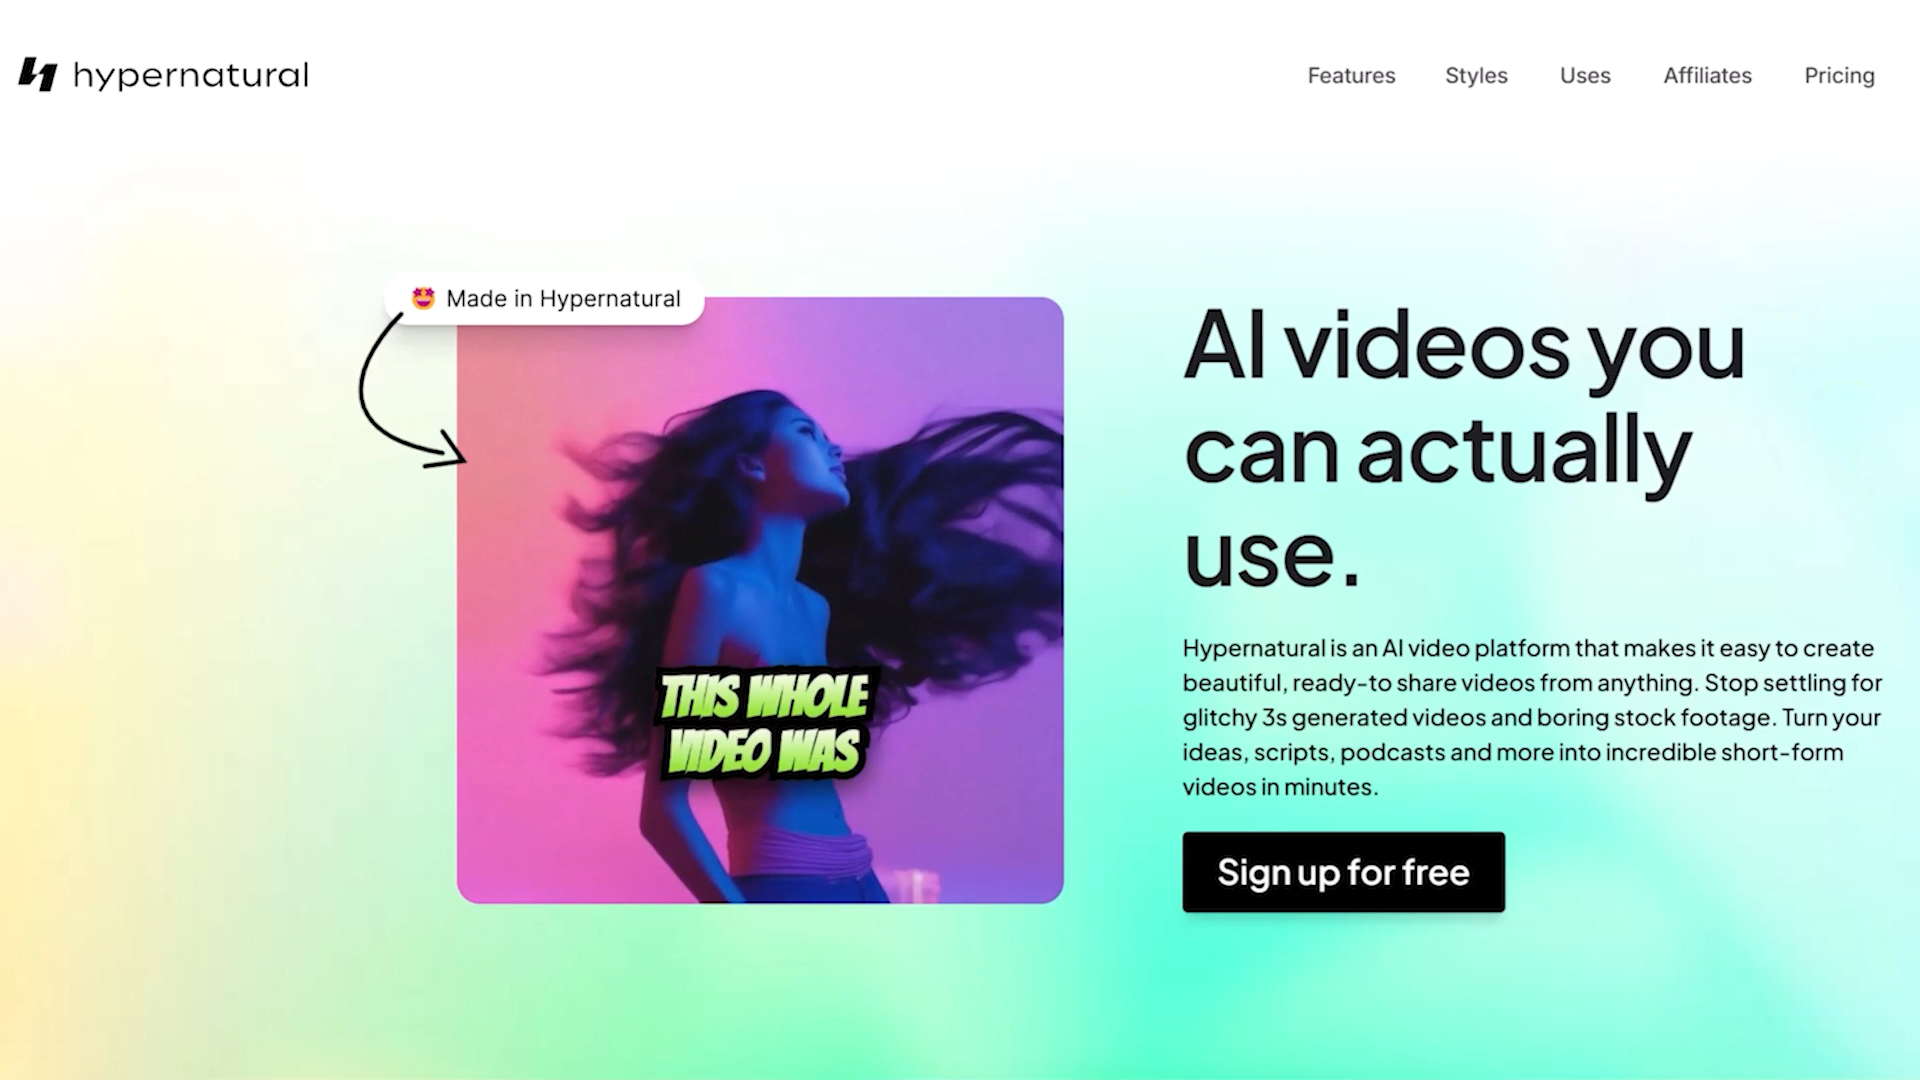 hypernatural
Features Styles Uses Affiliates Pricing
Made in Hypernatural
THIS WHOLE
VIDEO WAS
AI videos you
can actually
use.
Hypernatural is an AI video platform that makes it easy to create
beautiful, ready-to share videos from anything. Stop settling for
glitchy 3s generated videos and boring stock footage. Turn your
ideas, scripts, podcasts and more into incredible short-form
videos in minutes.
Sign up for free